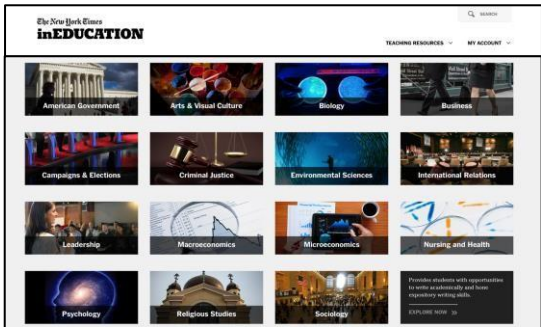 The New York Times
inEDUCATION
SEARCH
TEACHING RESOURCES
MY ACCOUNT
American Government
Arts & Visual Culture
Biology
Business
Campaigns & Elections
Criminal Justice
Environmental Sciences
International Relations
Leadership
Macroeconomics
Microeconomics
Nursing and Health
Psychology
Religious Studies
Sociology
Provides students with opportunities
to write academically and hone
expository writing skills.
EXPLORE NOW >>